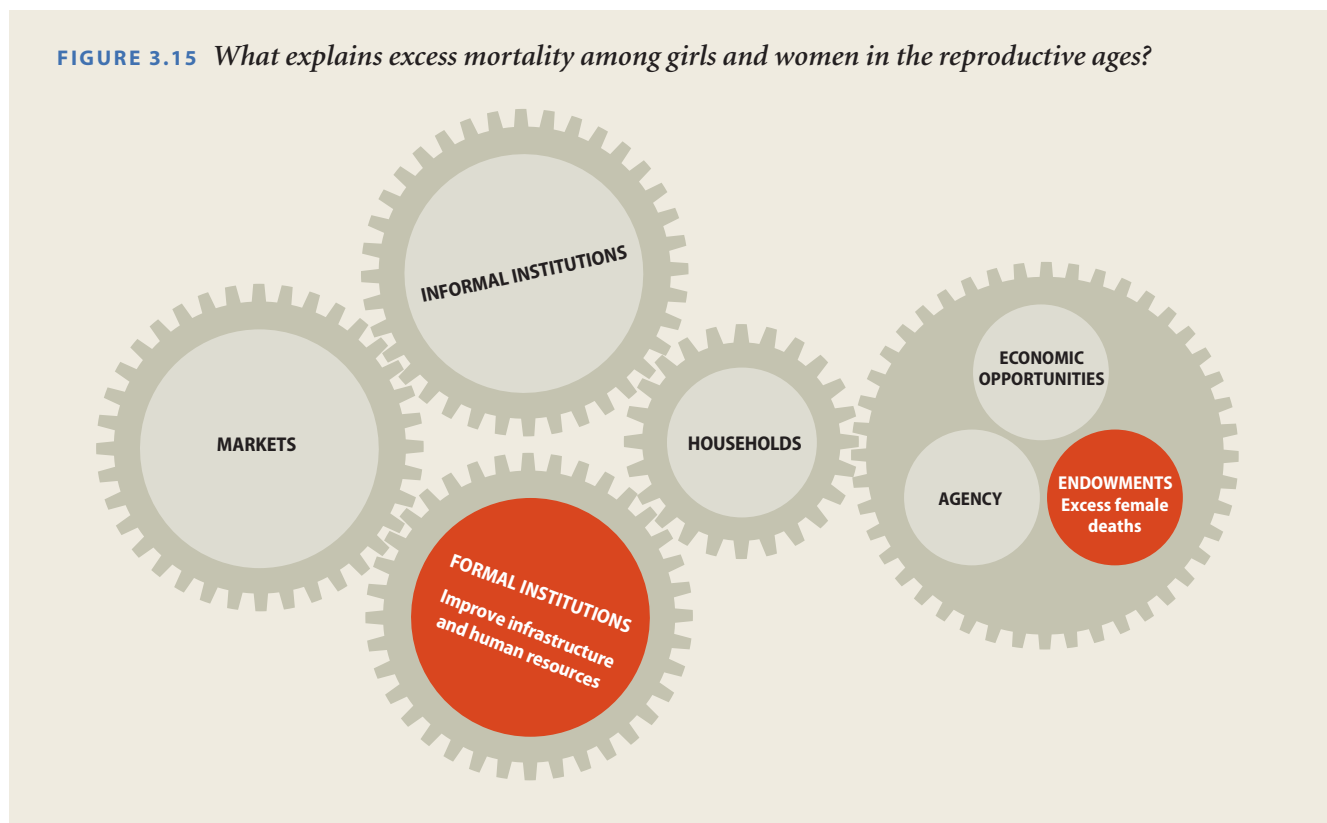 FIGURE 3.15 What explains excess mortality among girls and women in the reproductive ages?
INFORMAL INSTITUTIONS
MARKETS
HOUSEHOLDS
ECONOMIC
OPPORTUNITIES
AGENCY
ENDOWMENTS
Excess female
deaths
FORMAL INSTITUTIONS
Improve infrastructure
and human resources